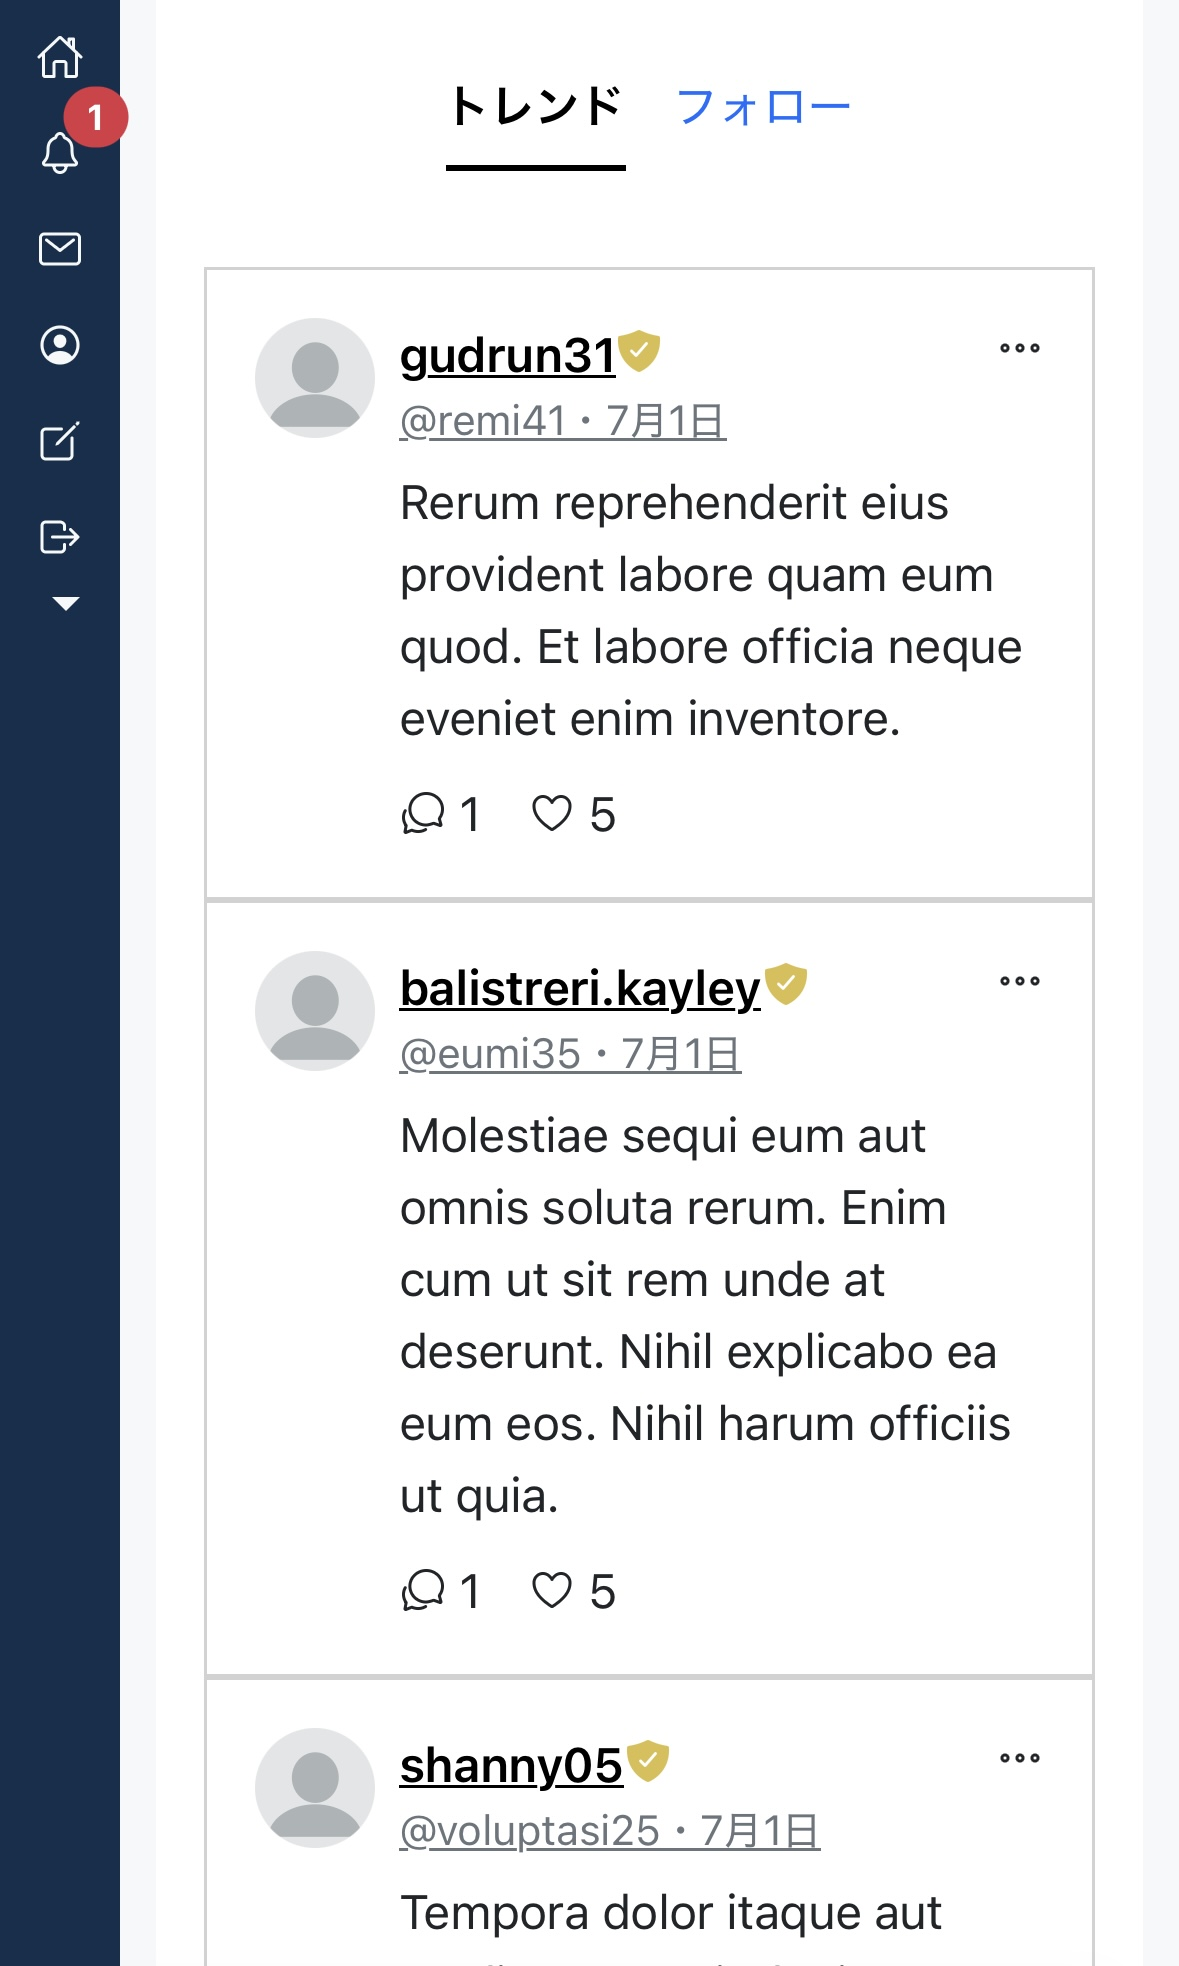 1
トレンド フォロー
gudrun31
@remi41・7月1日
Rerum reprehenderit eius
provident labore quam eum
quod. Et labore officia neque
eveniet enim inventore.
1 5
balistreri.kayley
@eumi35・7月1日
Molestiae sequi eum aut
omnis soluta rerum. Enim
cum ut sit rem unde at
deserunt. Nihil explicabo ea
eum eos. Nihil harum officiis
ut quia.
1 5
shanny05
@voluptasi25・7月1日
Tempora dolor itaque aut